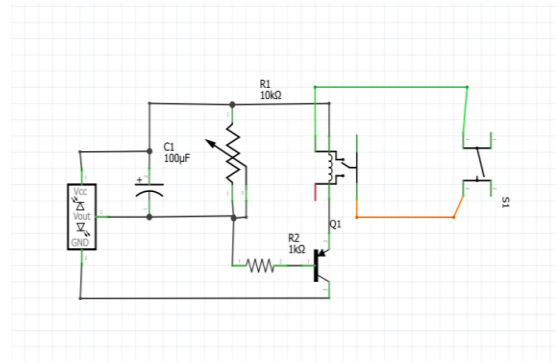 R1
10kΩ
C1
100µF
+
Vcc
Vout
GND
Q1
R2
1kΩ
S1